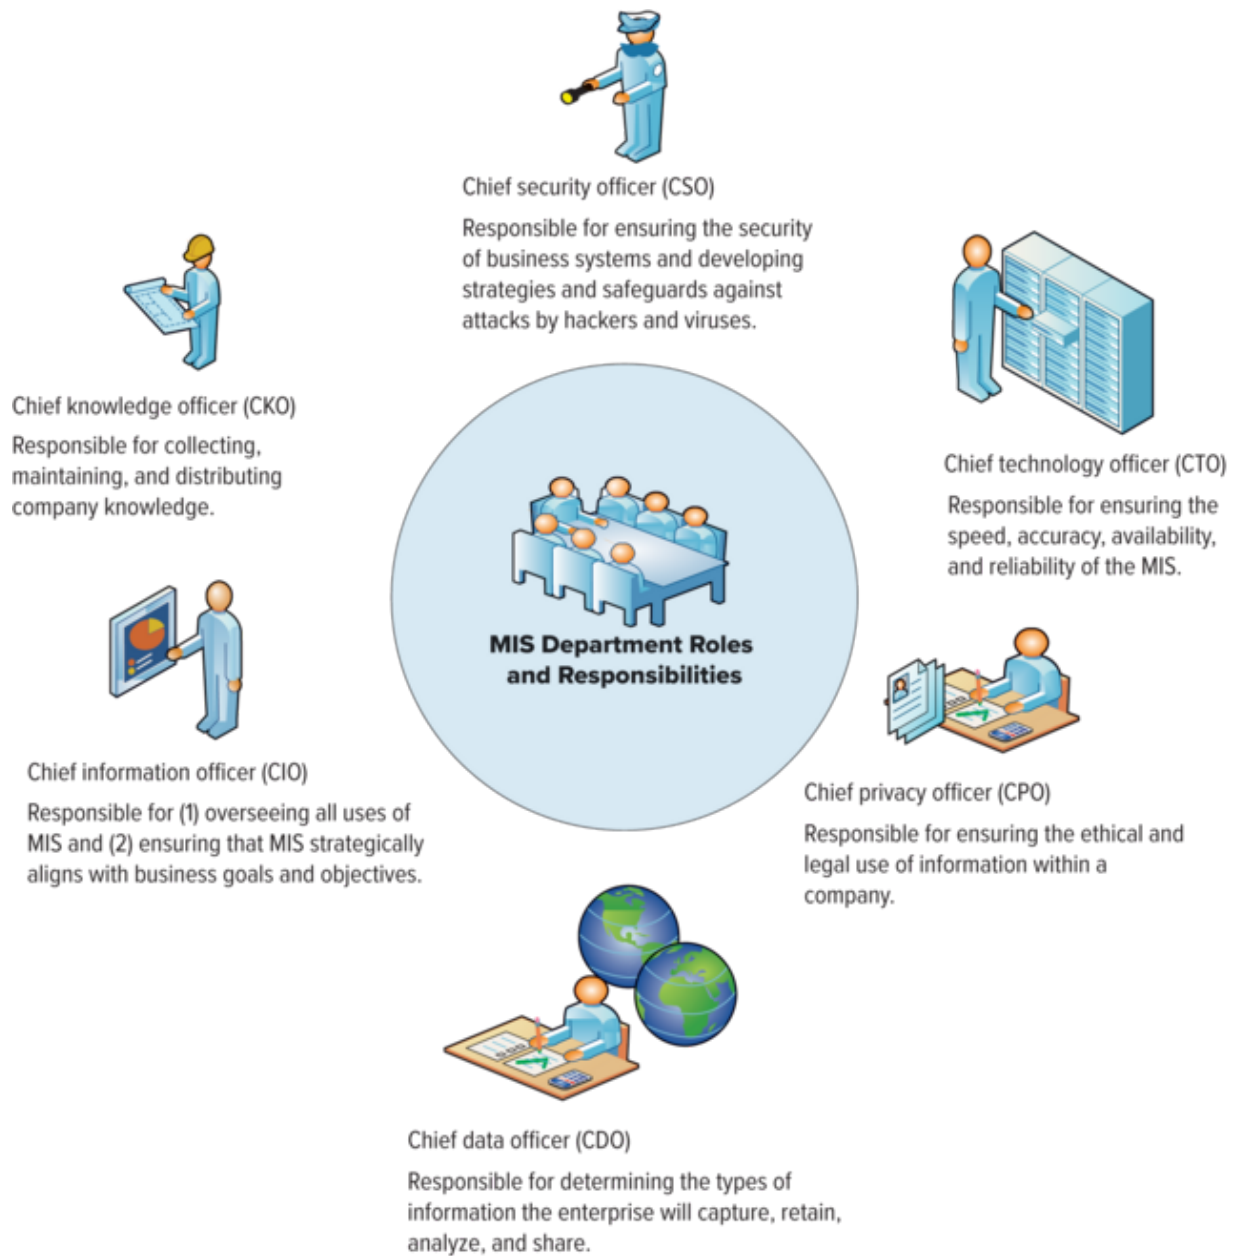 Chief security officer (CSO)
Responsible for ensuring the security
of business systems and developing
strategies and safeguards against
attacks by hackers and viruses.
Chief knowledge officer (CKO)
Responsible for collecting,
maintaining, and distributing
company knowledge.
Chief technology officer (CTO)
Responsible for ensuring the
speed, accuracy, availability,
and reliability of the MIS.
MIS Department Roles
and Responsibilities
Chief information officer (CIO)
Responsible for (1) overseeing all uses of
MIS and (2) ensuring that MIS strategically
aligns with business goals and objectives.
Chief privacy officer (CPO)
Responsible for ensuring the ethical and
legal use of information within a
company.
Chief data officer (CDO)
Responsible for determining the types of
information the enterprise will capture, retain,
analyze, and share.